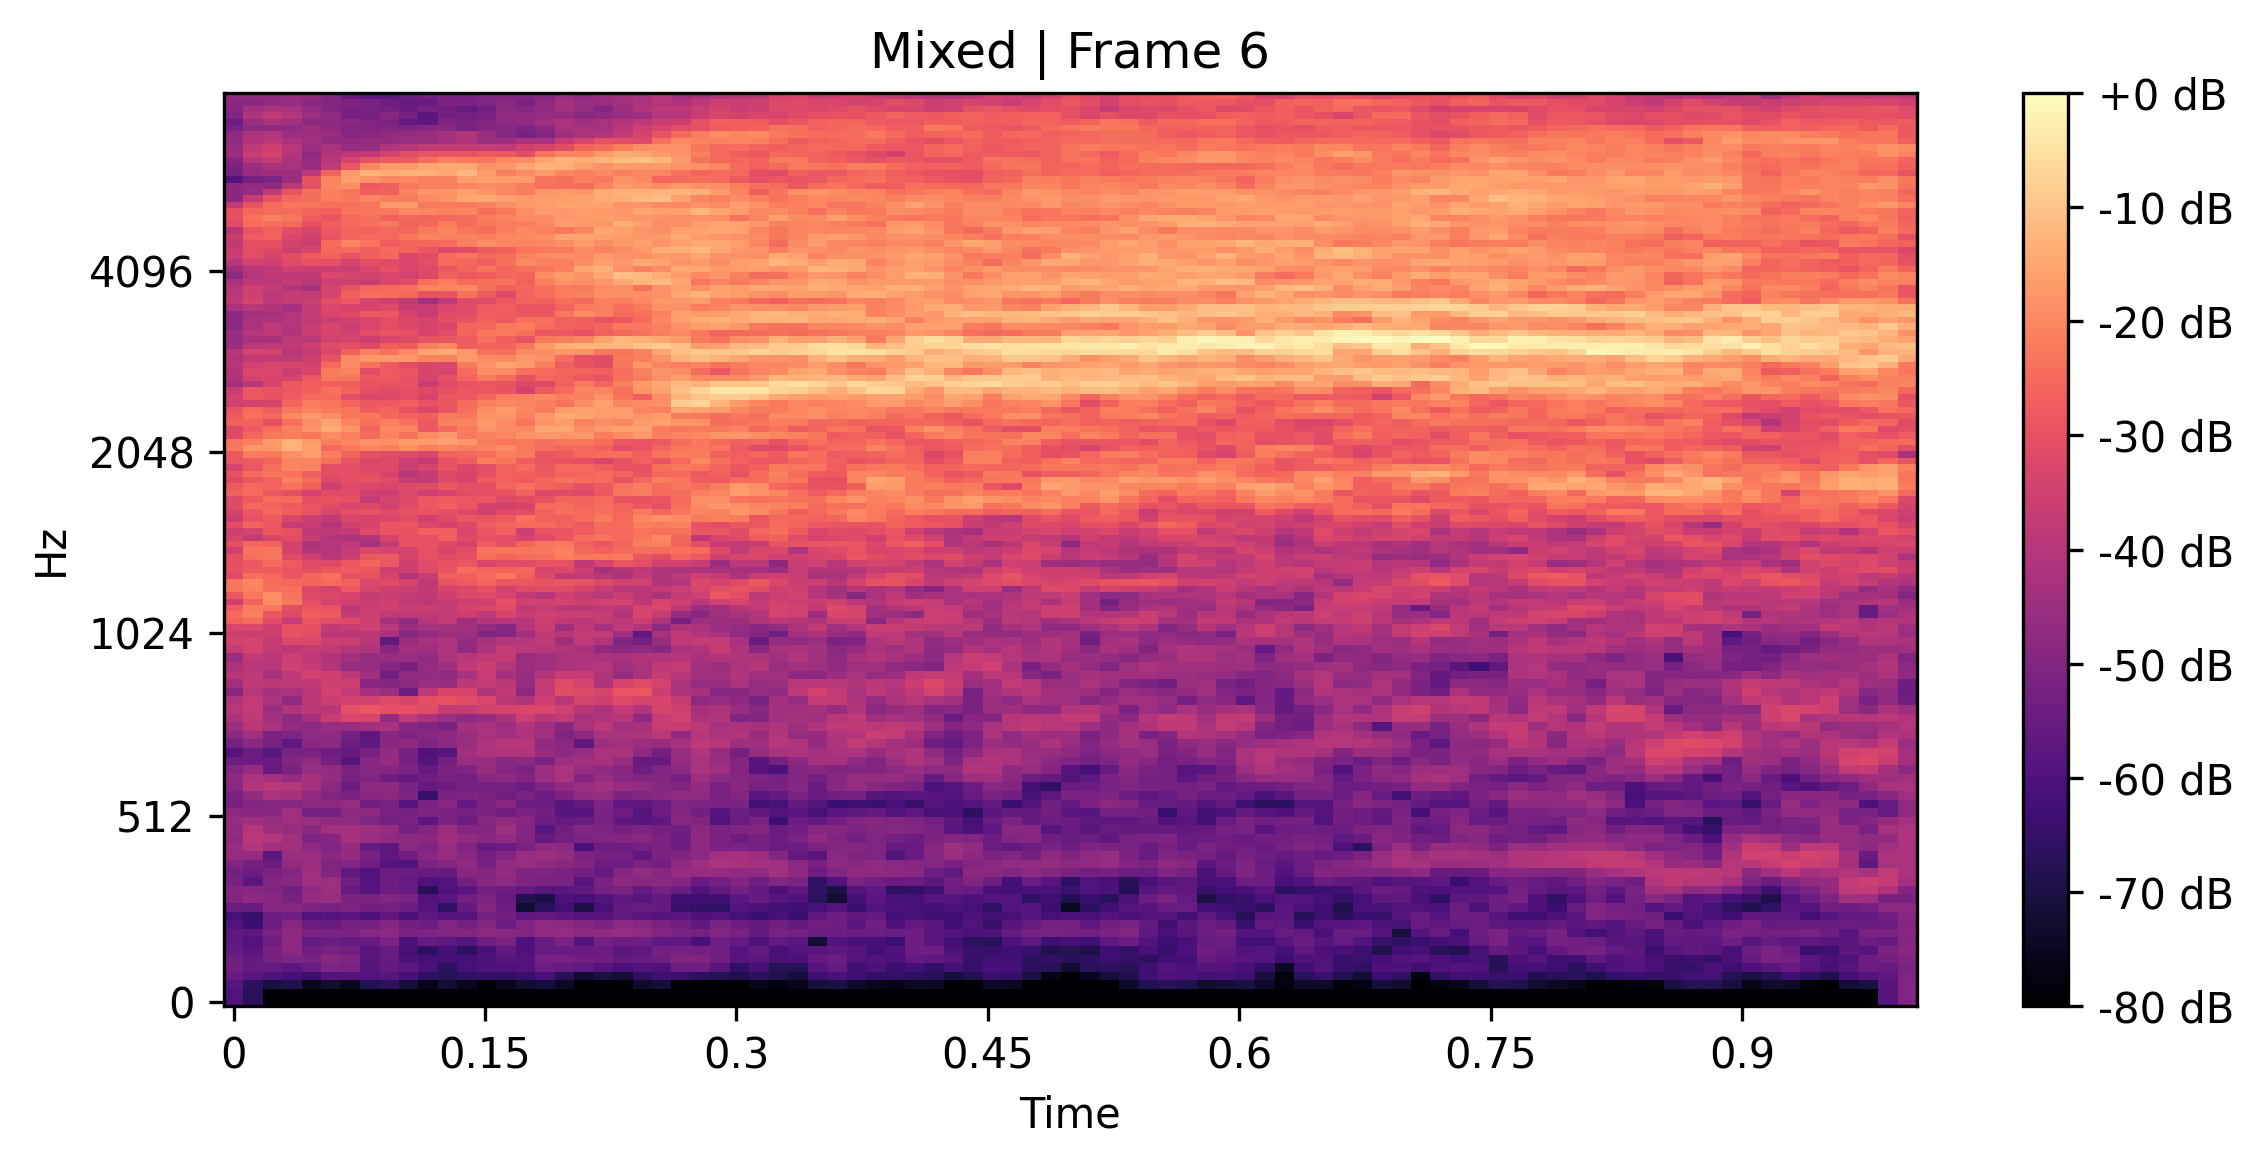 Mixed | Frame 6
+0 dB
-10 dB
-20 dB
-30 dB
-40 dB
-50 dB
-60 dB
-70 dB
-80 dB
Hz
4096
2048
1024
512
0
0 0.15 0.3 0.45 0.6 0.75 0.9
Time